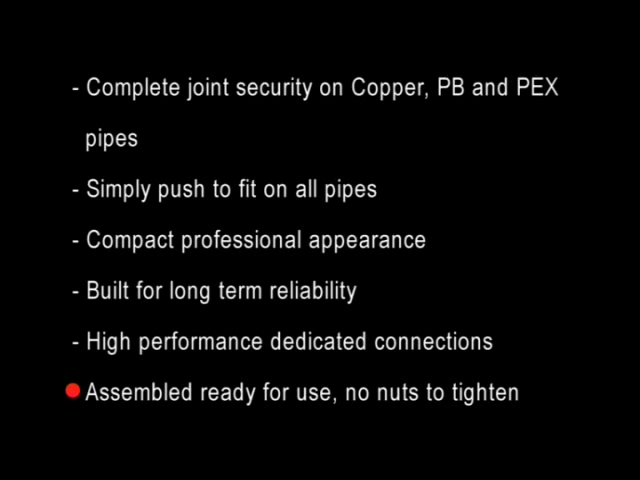 - Complete joint security on Copper, PB and PEX
pipes
- Simply push to fit on all pipes
- Compact professional appearance
- Built for long term reliability
- High performance dedicated connections
Assembled ready for use, no nuts to tighten